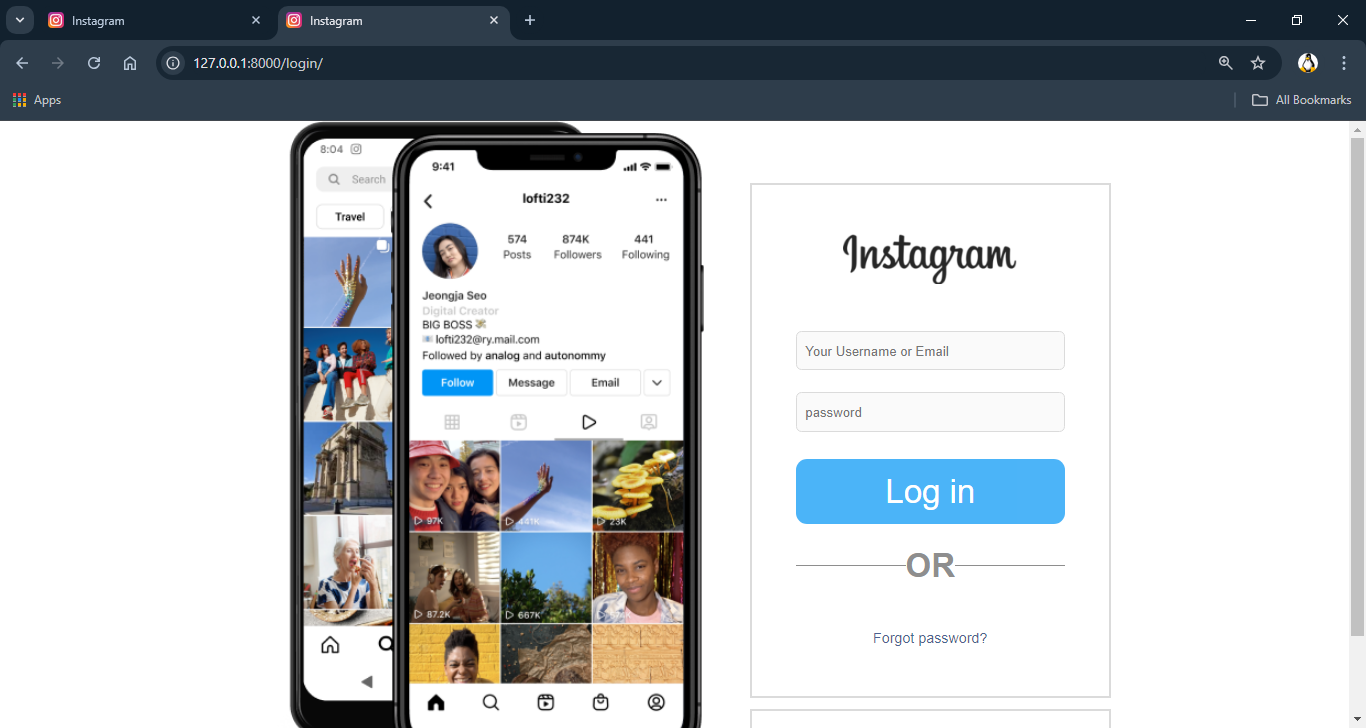 Instagram
Instagram
127.0.0.1:8000/login/
Apps
All Bookmarks
8:04
Search
Travel
9:41
lofti232
574 874K 441
Posts Followers Following
Jeongja Seo
Digital Creator
BIG BOSS
lofti232@ry.mail.com
Followed by analog and autonommy
Follow Message Email
97K 441K 23K
87.2K 667K
Instagram
Your Username or Email
password
Log in
OR
Forgot password?